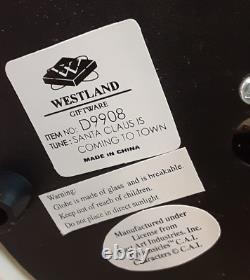 WESTLAND
GIFTWARE
ITEM NO: D9908
TUNE: SANTA CLAUS IS
COMING TO TOWN
MADE IN CHINA
Warning:
Globe is made of glass and is breakable.
Keep out of reach of children.
Do not place in direct sunlight
Manufactured under
License from
Art Industries, Inc.
C.A.I.
Characters © C.A.I.